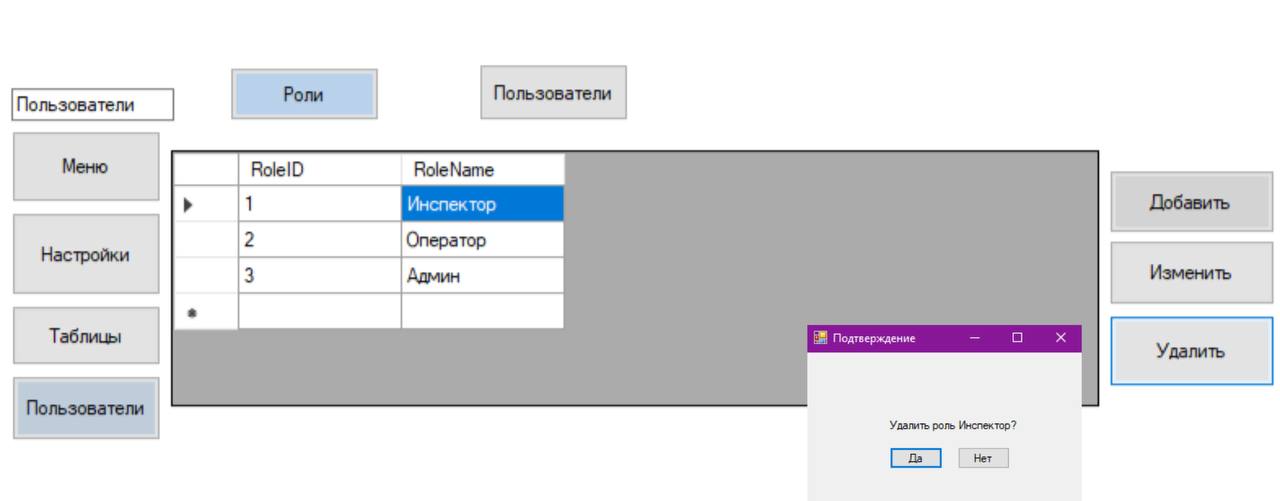 Роли
Пользователи
Пользователи
Меню
Настройки
Таблицы
Пользователи
RoleID RoleName
1 Инспектор
2 Оператор
3 Админ
Добавить
Изменить
Удалить
Подтверждение
Удалить роль Инспектор?
Да Нет